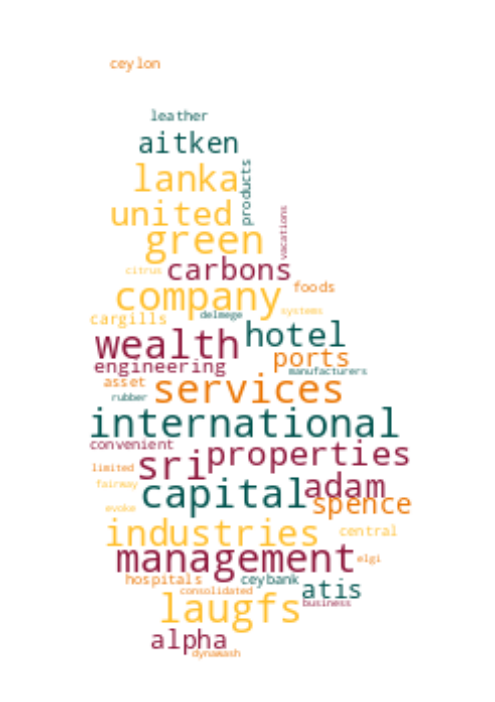 ceylon
leather
aitken
lanka
products
united
vacations
green
citrus
carbons
company
foods
systems
cargills
delmege
hotel
wealth
ports
engineering
manufacturers
asset
services
rubber
international
convenient
properties
sri
limited
fairway
capital
adam
spence
evoke
industries
central
management
elgi
hospitals
ceybank
atis
consolidated
business
laugfs
alpha
dynawash